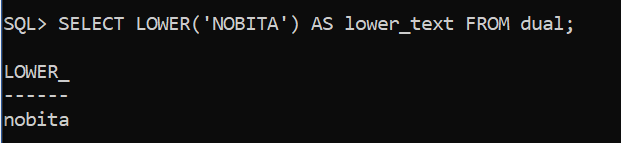 SQL> SELECT LOWER('NOBITA') AS lower_text FROM dual;
LOWER_
------
nobita